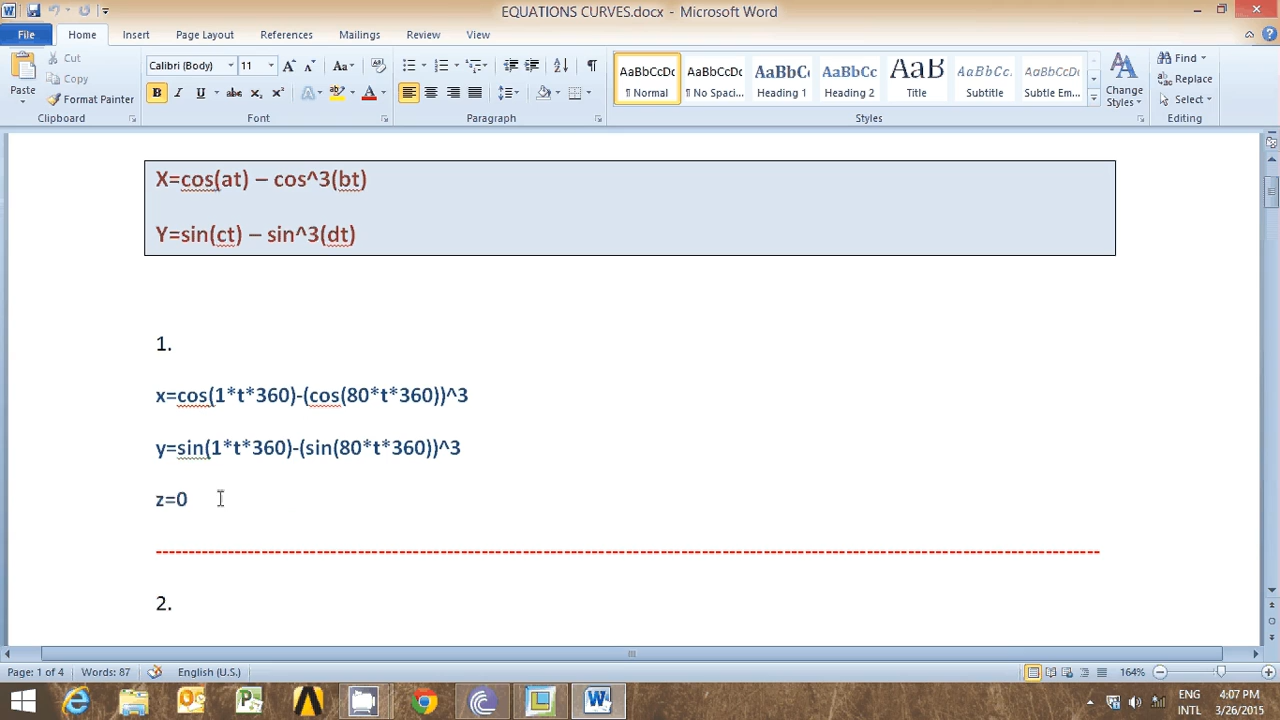 EQUATIONS CURVES.docx - Microsoft Word
File Home Insert Page Layout References Mailings Review View
Paste
Cut
Copy
Format Painter
Calibri (Body) 11
AaBbCcDc AaBbCcDc AaBbC AaBbCc AaB AaBbCc. AaBbCcDc
¶ Normal ¶ No Spaci... Heading 1 Heading 2 Title Subtitle Subtle Em...
Change Styles
Find
Replace
Select
Clipboard Font Paragraph Styles Editing
X=cos(at) – cos^3(bt)
Y=sin(ct) – sin^3(dt)
1.
x=cos(1*t*360)-(cos(80*t*360))^3
y=sin(1*t*360)-(sin(80*t*360))^3
z=0
2.
Page: 1 of 4 Words: 87 English (U.S.) 164%
ENG 4:07 PM
INTL 3/26/2015